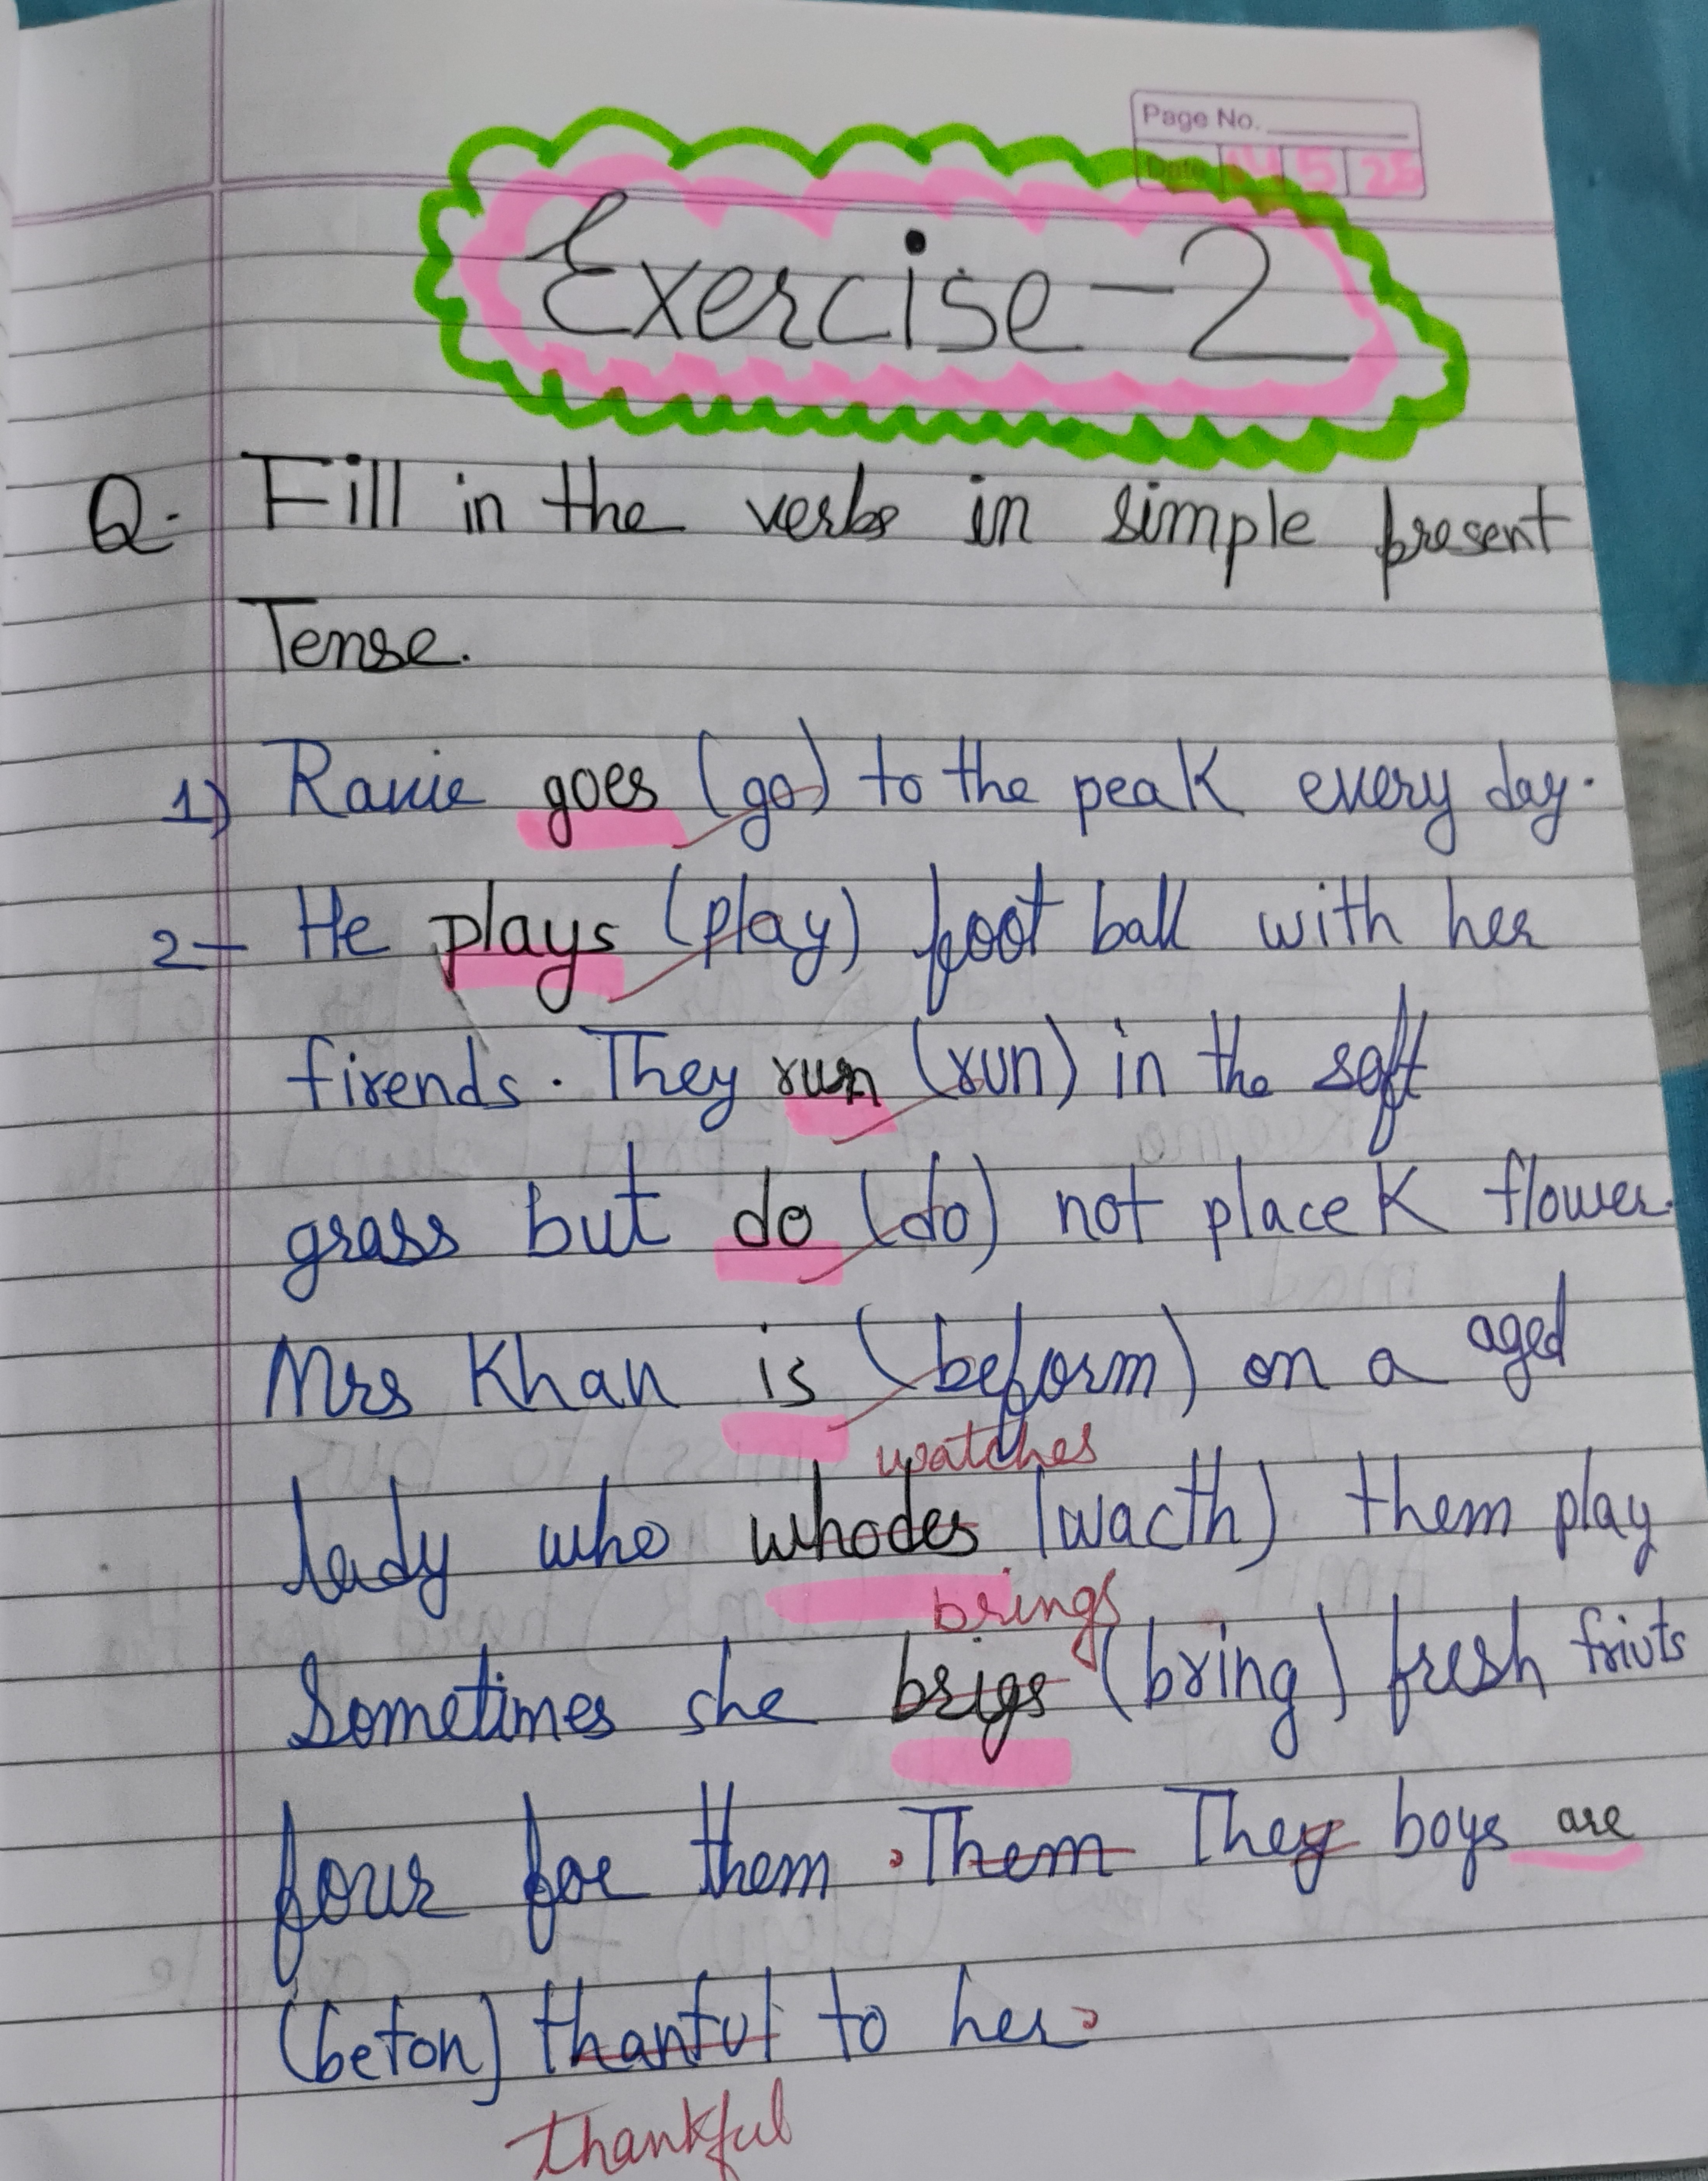 Page No.
Date 14 5 25
Exercise-2
Q. Fill in the verbs in simple present
Tense.
1) Ravie goes (go) to the peak every day.
2- He plays (play) foot ball with her
firends. They run (run) in the soft
grass but do (do) not place K flower.
Mrs Khan is (beform) on a aged
watches
lady who whodes (wacth) them play
brings
Sometimes she brigs (bring) fresh friuts
four for them. Them They boys are
(beton) thanful to her.
thankful